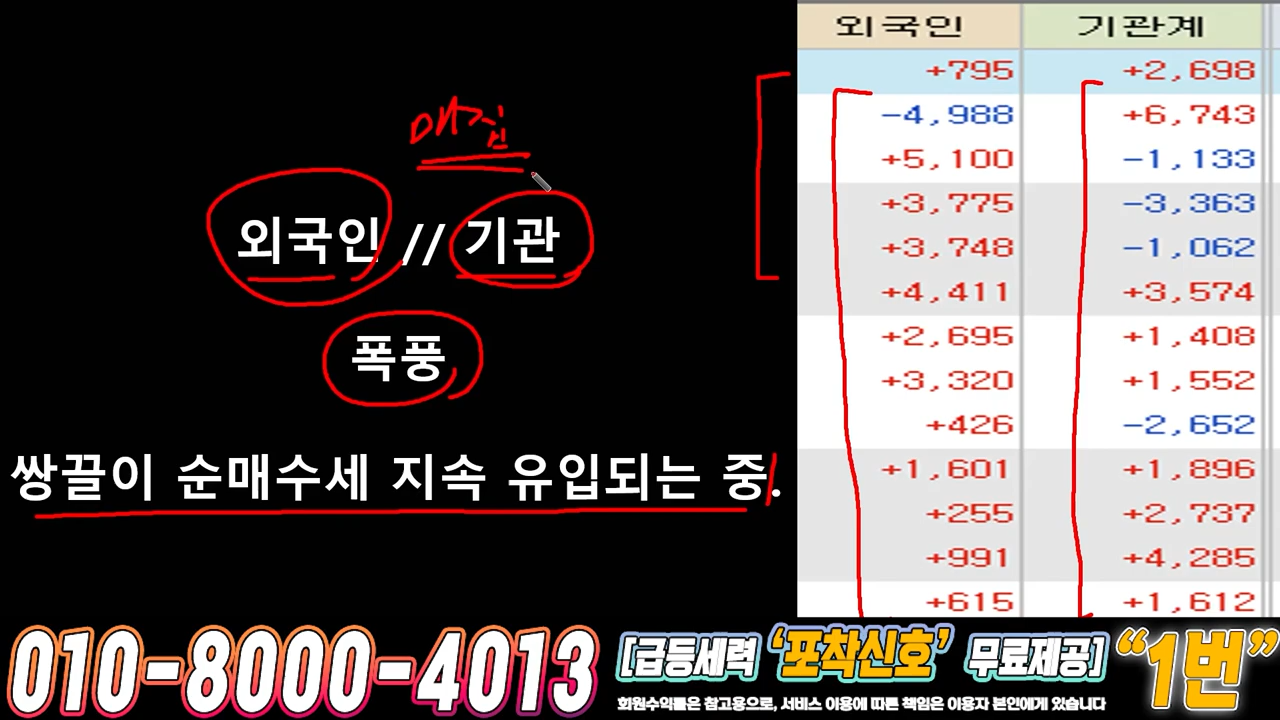 매집
외국인 // 기관
폭풍
쌍끌이 순매수세 지속 유입되는 중.
외국인 기관계
+795 +2,698
-4,988 +6,743
+5,100 -1,133
+3,775 -3,363
+3,748 -1,062
+4,411 +3,574
+2,695 +1,408
+3,320 +1,552
+426 -2,652
+1,601 +1,896
+255 +2,737
+991 +4,285
+615 +1,612
010-8000-4013
[급등세력 '포착신호' 무료제공] "1번"
회원수익률은 참고용으로, 서비스 이용에 따른 책임은 이용자 본인에게 있습니다